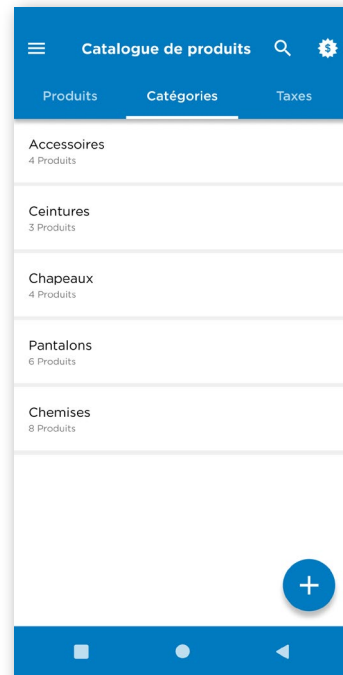 Catalogue de produits
Produits Catégories Taxes
Accessoires
4 Produits
Ceintures
3 Produits
Chapeaux
4 Produits
Pantalons
6 Produits
Chemises
8 Produits